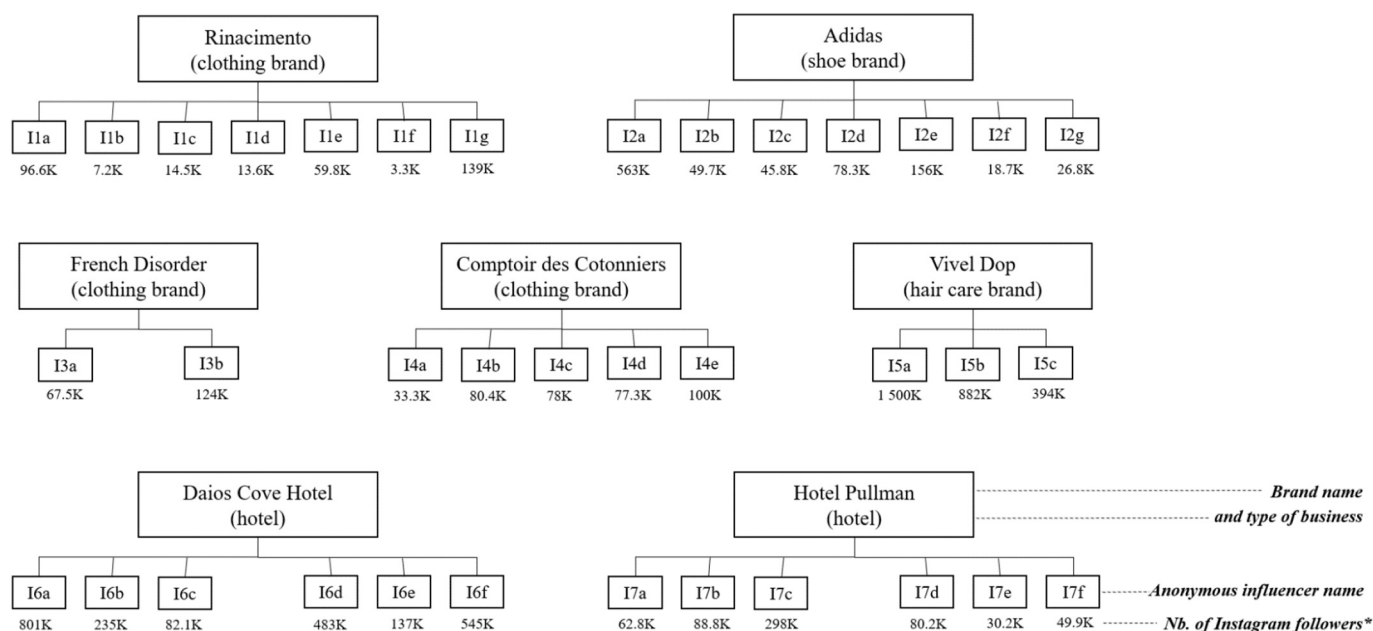 Rinacimento
(clothing brand)
Adidas
(shoe brand)
I1a I1b I1c I1d I1e I1f I1g
96.6K 7.2K 14.5K 13.6K 59.8K 3.3K 139K
I2a I2b I2c I2d I2e I2f I2g
563K 49.7K 45.8K 78.3K 156K 18.7K 26.8K
French Disorder
(clothing brand)
Comptoir des Cotonniers
(clothing brand)
Vivel Dop
(hair care brand)
I3a I3b
67.5K 124K
I4a I4b I4c I4d I4e
33.3K 80.4K 78K 77.3K 100K
I5a I5b I5c
1 500K 882K 394K
Daios Cove Hotel
(hotel)
Hotel Pullman
(hotel)
Brand name
and type of business
I6a I6b I6c I6d I6e I6f
801K 235K 82.1K 483K 137K 545K
I7a I7b I7c I7d I7e I7f
62.8K 88.8K 298K 80.2K 30.2K 49.9K
Anonymous influencer name
Nb. of Instagram followers*